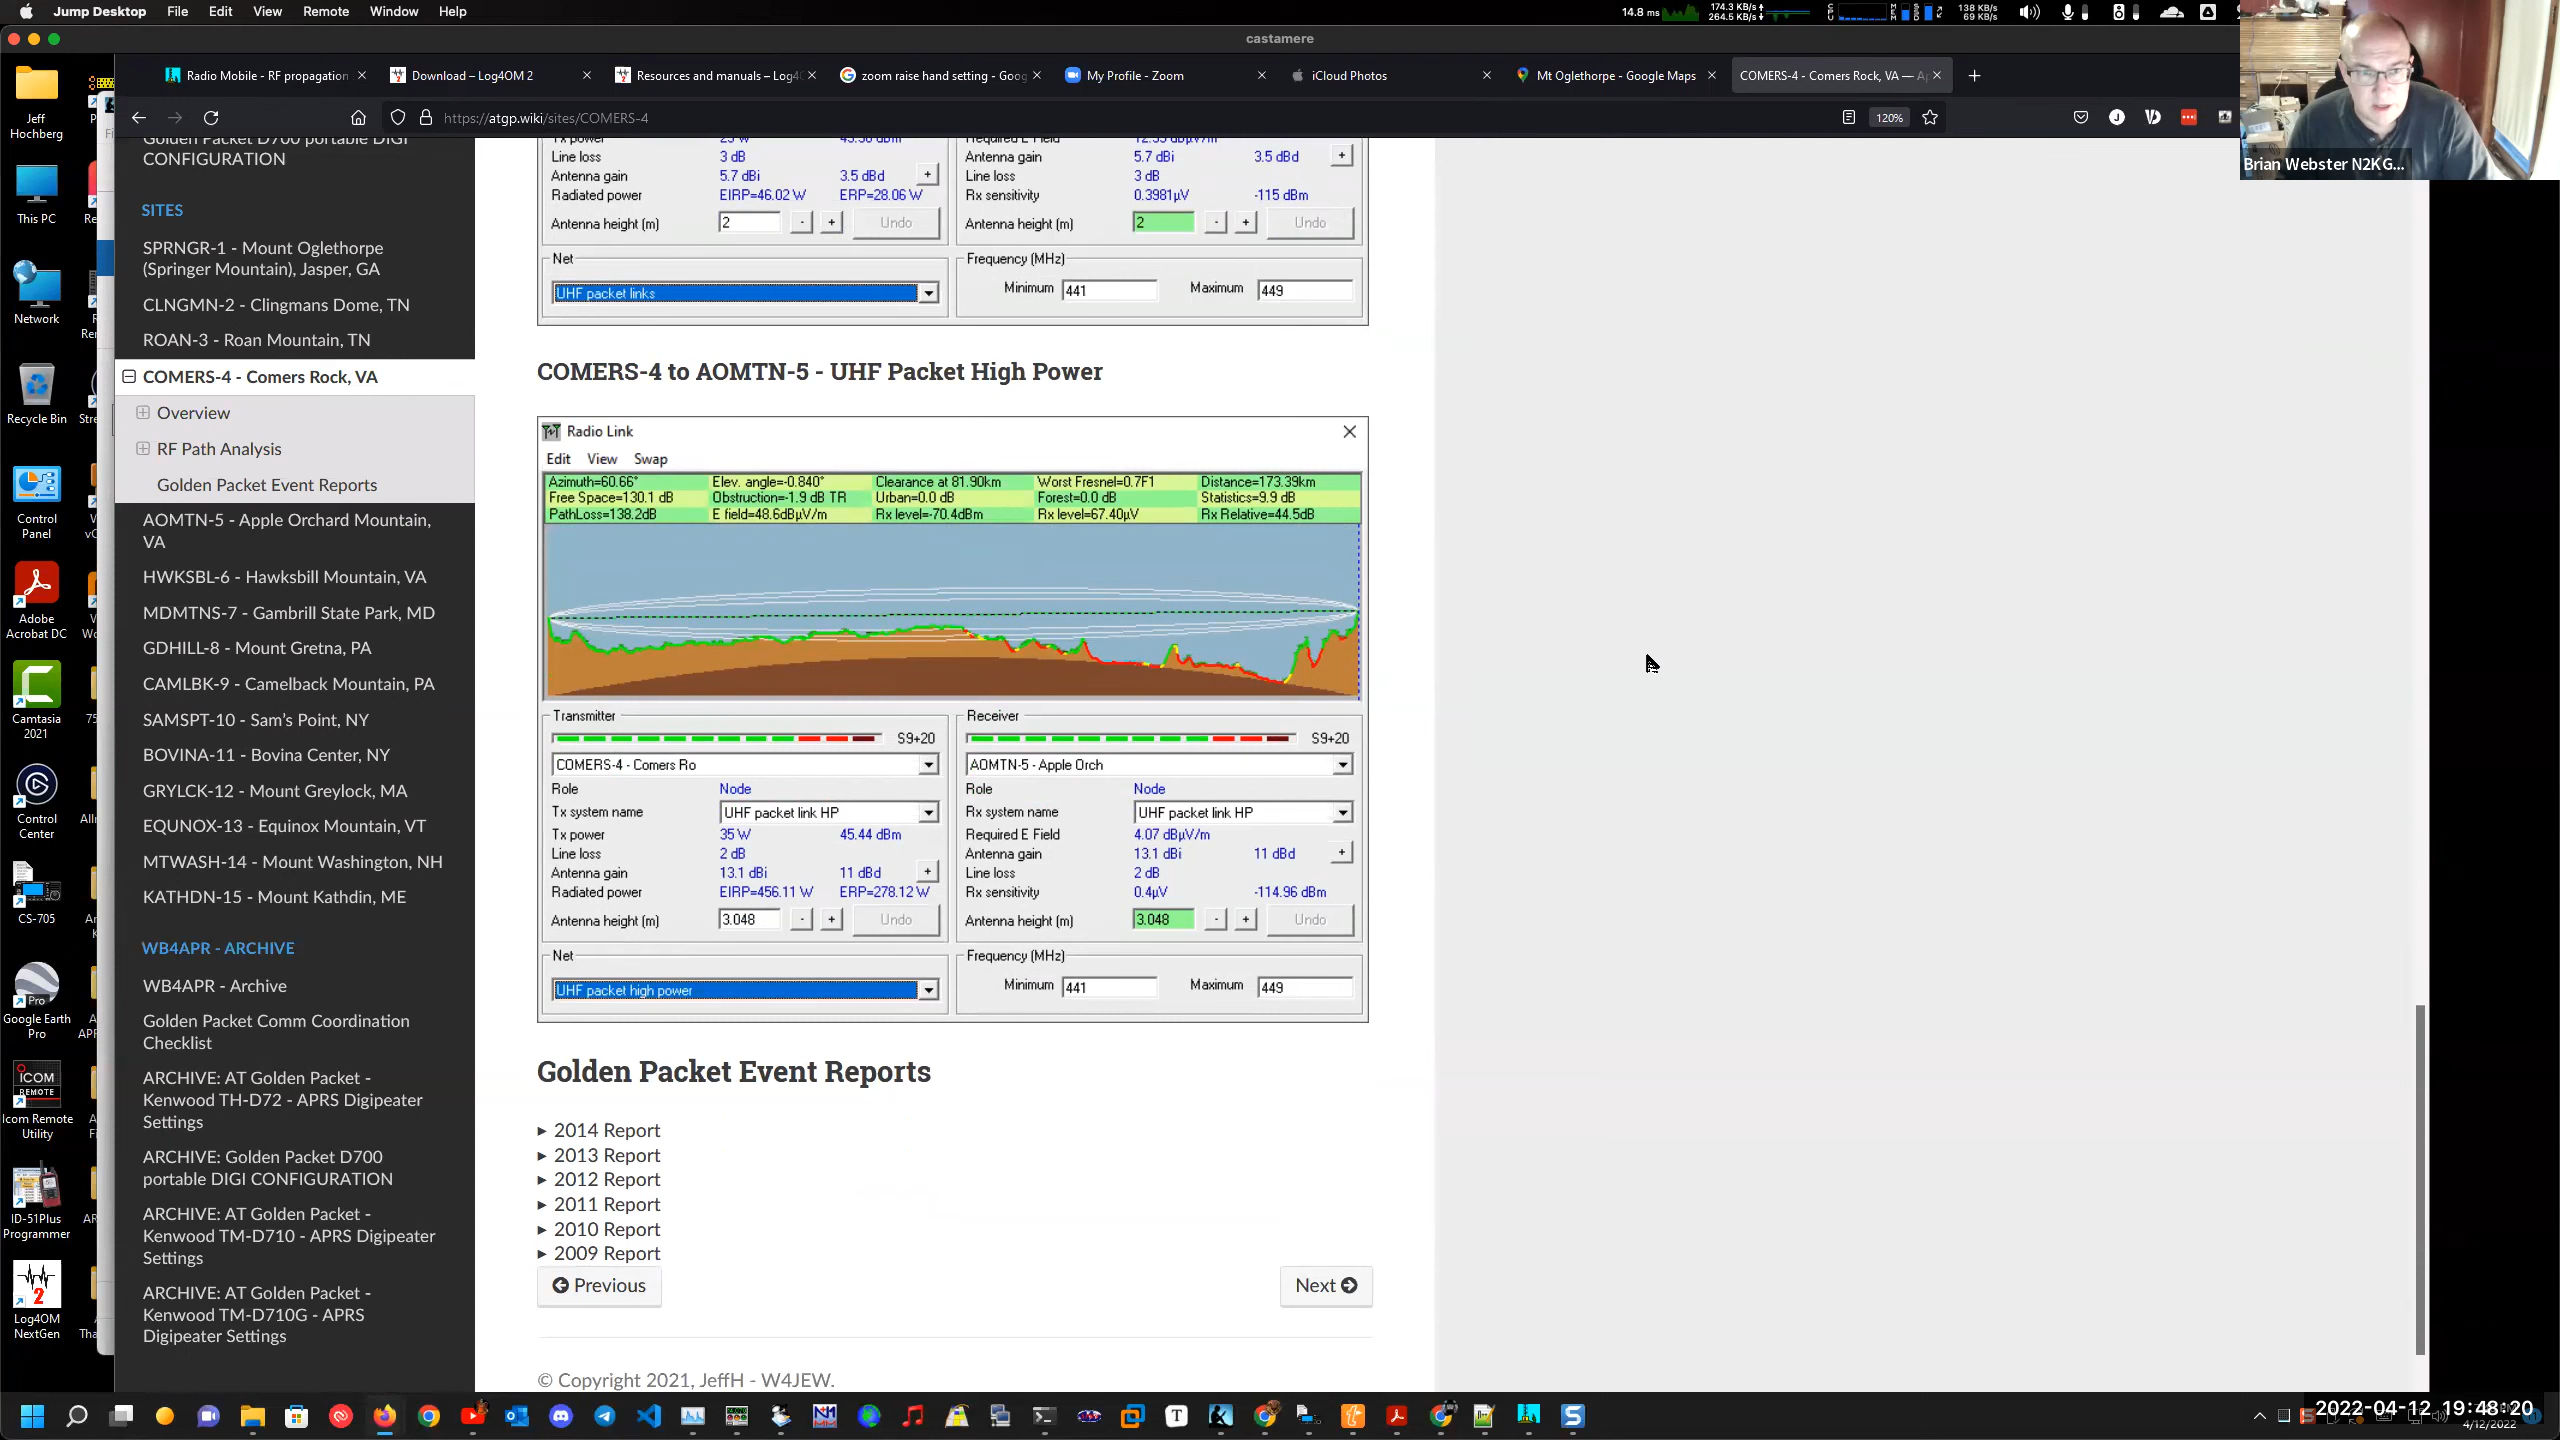 Jump Desktop File Edit View Remote Window Help
14.8 ms 174.3 KB/s 264.5 KB/s 138 KB/s 69 KB/s
castamere
Radio Mobile - RF propagation
Download – Log4OM 2
Resources and manuals – Log4
zoom raise hand setting - Goog
My Profile - Zoom
iCloud Photos
Mt Oglethorpe - Google Maps
COMERS-4 - Comers Rock, VA — A
https://atgp.wiki/sites/COMERS-4
120%
Brian Webster N2KG...
Jeff Hochberg
This PC
Network
Recycle Bin
Control Panel
Adobe Acrobat DC
Camtasia 2021
Control Center
CS-705
Google Earth Pro
Icom Remote Utility
ID-51Plus Programmer
Log4OM NextGen
Golden Packet D700 portable DIGI
CONFIGURATION
SITES
SPRNGR-1 - Mount Oglethorpe
(Springer Mountain), Jasper, GA
CLNGMN-2 - Clingmans Dome, TN
ROAN-3 - Roan Mountain, TN
COMERS-4 - Comers Rock, VA
Overview
RF Path Analysis
Golden Packet Event Reports
AOMTN-5 - Apple Orchard Mountain,
VA
HWKSBL-6 - Hawksbill Mountain, VA
MDMTNS-7 - Gambrill State Park, MD
GDHILL-8 - Mount Gretna, PA
CAMLBK-9 - Camelback Mountain, PA
SAMSPT-10 - Sam's Point, NY
BOVINA-11 - Bovina Center, NY
GRYLCK-12 - Mount Greylock, MA
EQUNOX-13 - Equinox Mountain, VT
MTWASH-14 - Mount Washington, NH
KATHDN-15 - Mount Kathdin, ME
WB4APR - ARCHIVE
WB4APR - Archive
Golden Packet Comm Coordination
Checklist
ARCHIVE: AT Golden Packet -
Kenwood TH-D72 - APRS Digipeater
Settings
ARCHIVE: Golden Packet D700
portable DIGI CONFIGURATION
ARCHIVE: AT Golden Packet -
Kenwood TM-D710 - APRS Digipeater
Settings
ARCHIVE: AT Golden Packet -
Kenwood TM-D710G - APRS
Digipeater Settings
Line loss 3 dB
Antenna gain 5.7 dBi 3.5 dBd +
Radiated power EIRP=46.02 W ERP=28.06 W
Antenna height (m) 2 - + Undo
Antenna gain 5.7 dBi 3.5 dBd +
Line loss 3 dB
Rx sensitivity 0.3981µV -115 dBm
Antenna height (m) 2 - + Undo
Net
UHF packet links
Frequency (MHz)
Minimum 441 Maximum 449
COMERS-4 to AOMTN-5 - UHF Packet High Power
Radio Link
Edit View Swap
Azimuth=60.66° Elev. angle=-0.840° Clearance at 81.90km Worst Fresnel=0.7F1 Distance=173.39km
Free Space=130.1 dB Obstruction=-1.9 dB TR Urban=0.0 dB Forest=0.0 dB Statistics=9.9 dB
PathLoss=138.2dB E field=48.6dBµV/m Rx level=-70.4dBm Rx level=67.40µV Rx Relative=44.5dB
Transmitter
S9+20
COMERS-4 - Comers Ro
Role Node
Tx system name UHF packet link HP
Tx power 35 W 45.44 dBm
Line loss 2 dB
Antenna gain 13.1 dBi 11 dBd +
Radiated power EIRP=456.11 W ERP=278.12 W
Antenna height (m) 3.048 - + Undo
Receiver
S9+20
AOMTN-5 - Apple Orch
Role Node
Rx system name UHF packet link HP
Required E Field 4.07 dBµV/m
Antenna gain 13.1 dBi 11 dBd +
Line loss 2 dB
Rx sensitivity 0.4µV -114.96 dBm
Antenna height (m) 3.048 - + Undo
Net
UHF packet high power
Frequency (MHz)
Minimum 441 Maximum 449
Golden Packet Event Reports
2014 Report
2013 Report
2012 Report
2011 Report
2010 Report
2009 Report
Previous
Next
© Copyright 2021, JeffH - W4JEW.
2022-04-12 19:48:20
4/12/2022